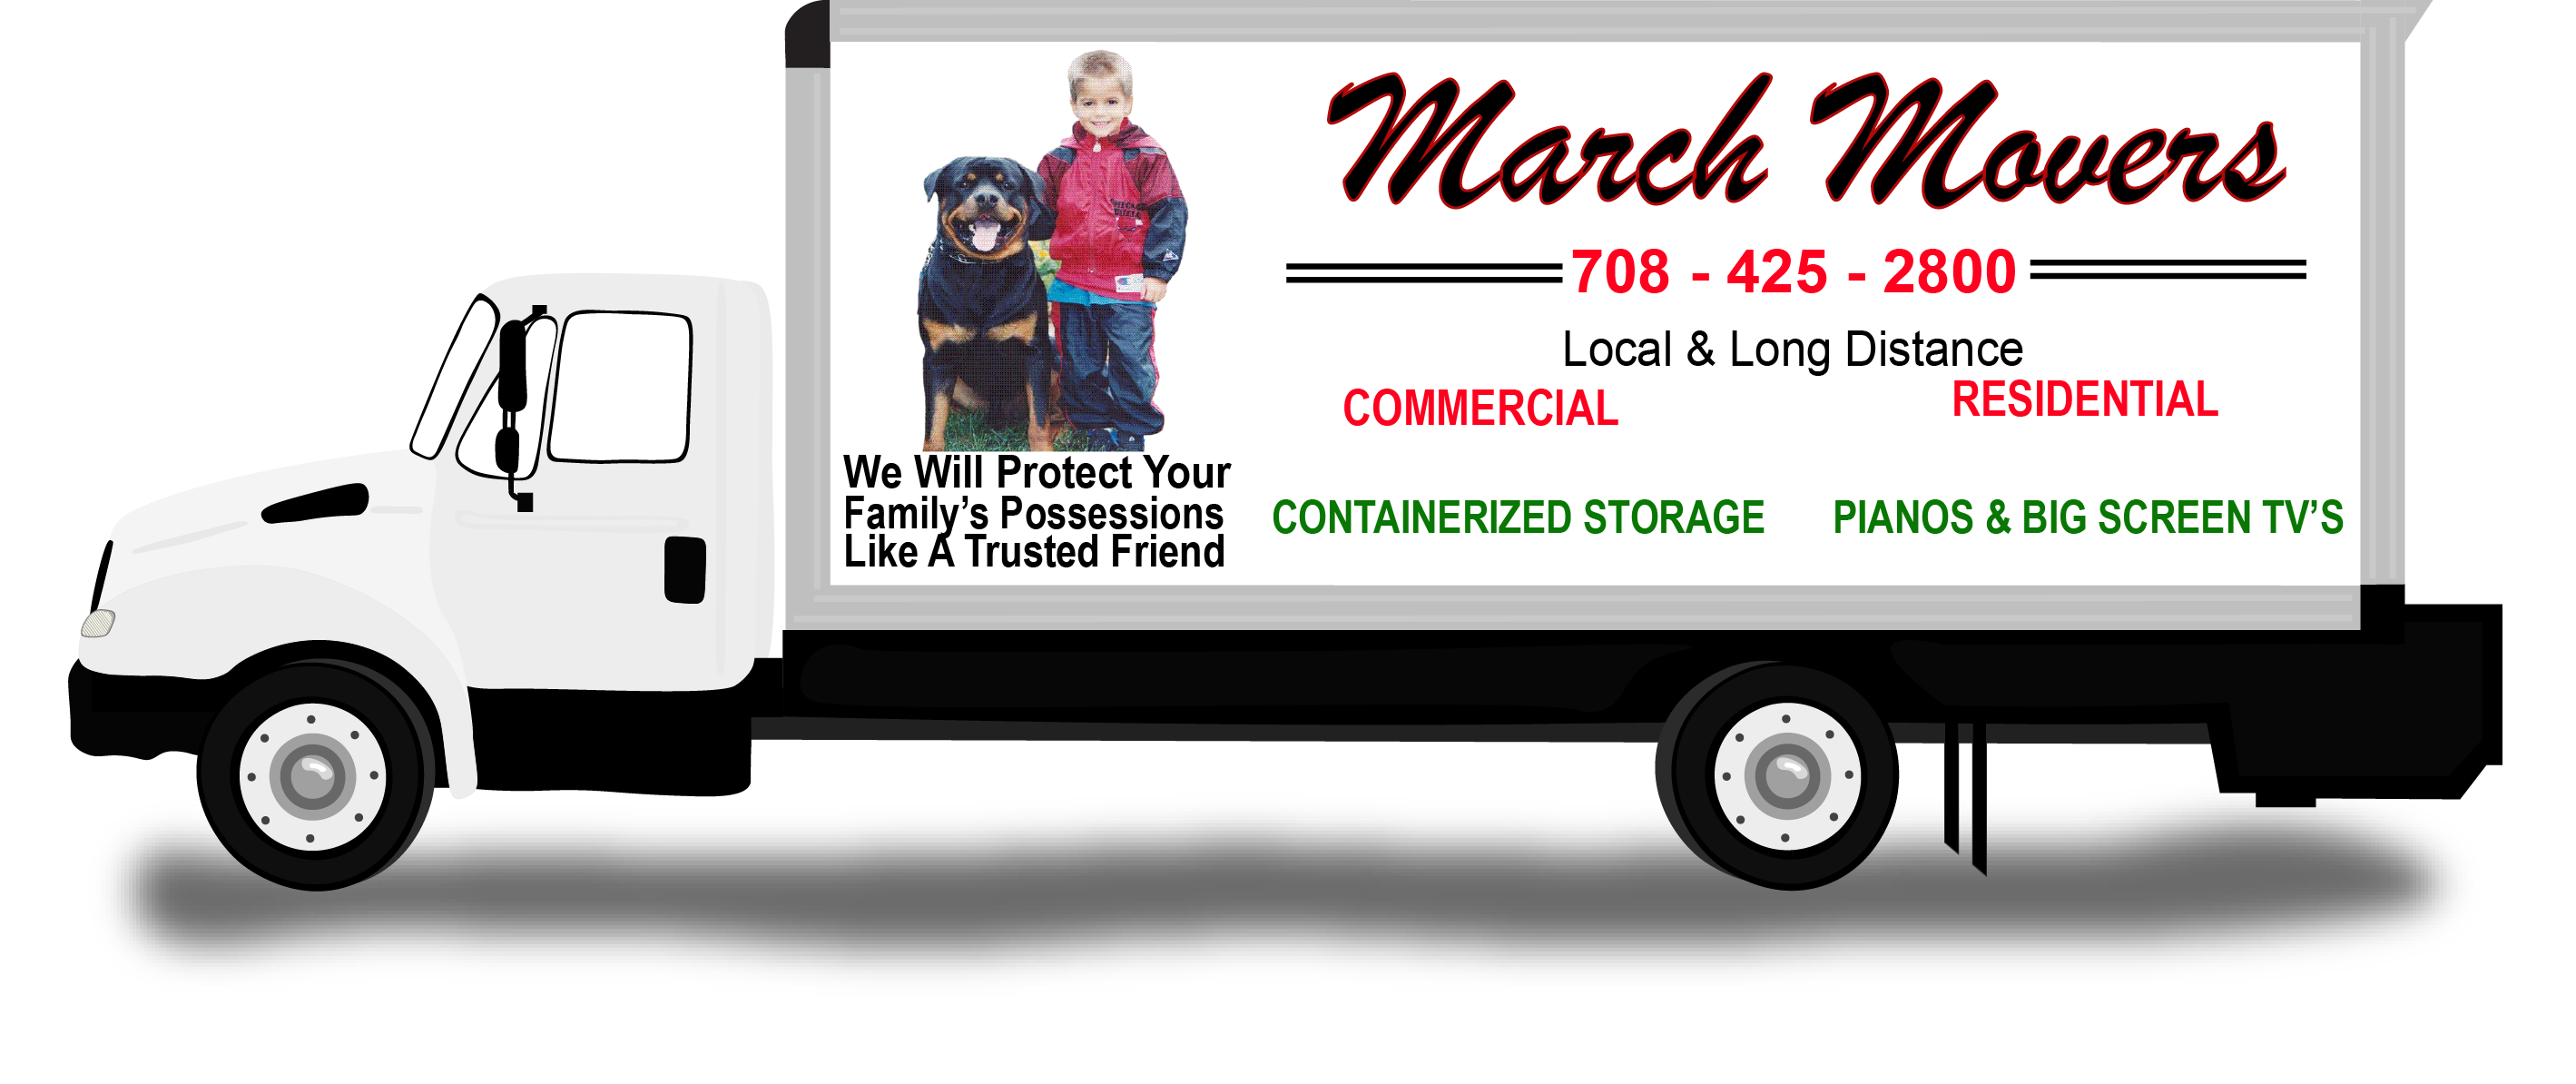 March Movers
708 - 425 - 2800
Local & Long Distance
COMMERCIAL
RESIDENTIAL
We Will Protect Your
Family’s Possessions
Like A Trusted Friend
CONTAINERIZED STORAGE
PIANOS & BIG SCREEN TV’S